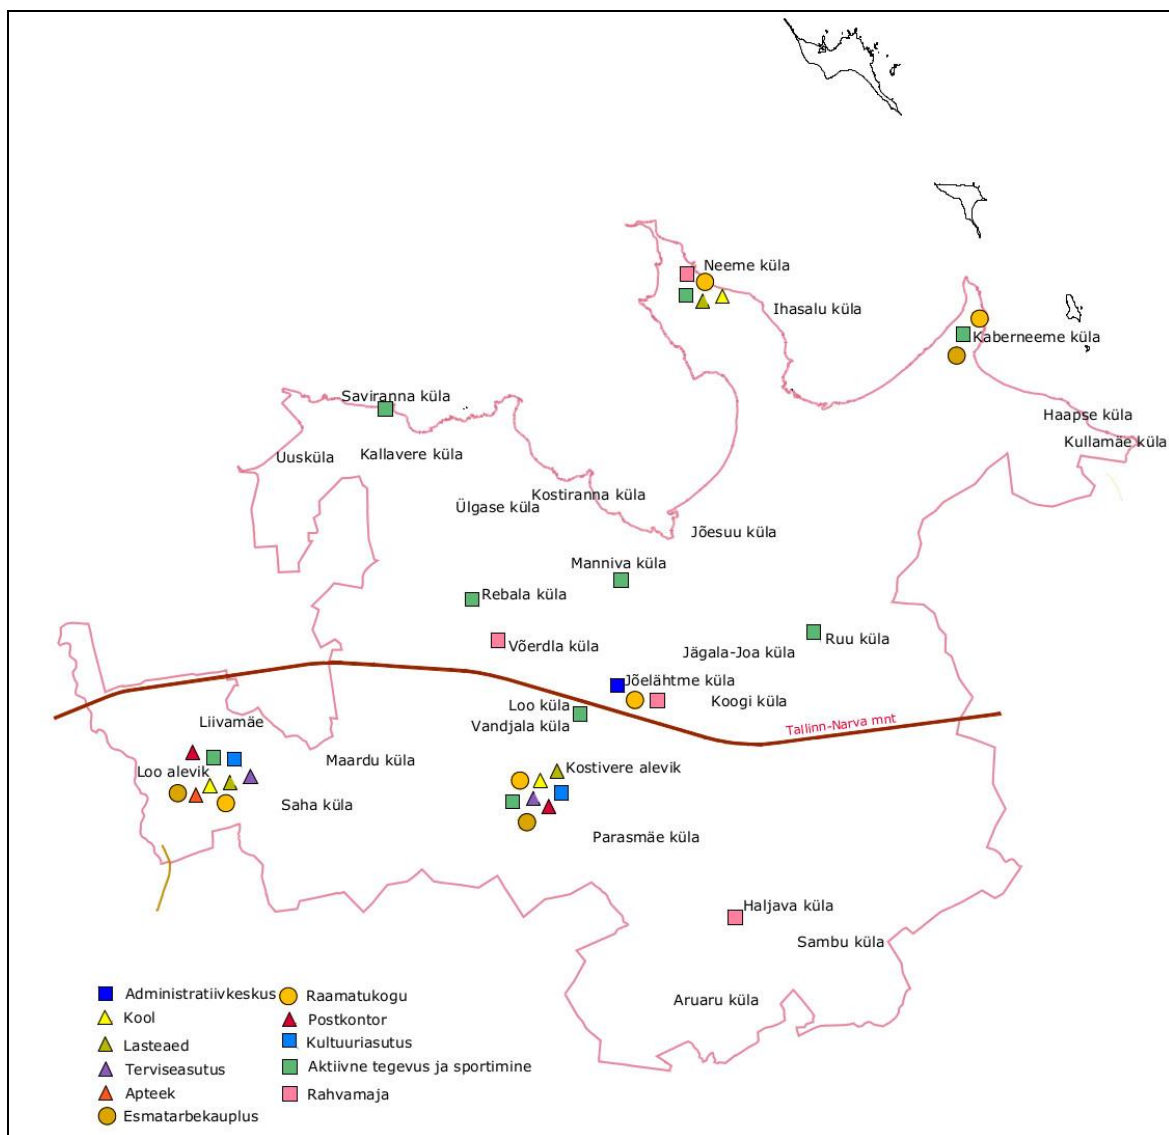 Neeme küla
Ihasalu küla
Kaberneeme küla
Saviranna küla
Haapse küla
Kullamäe küla
Uusküla
Kallavere küla
Kostiranna küla
Ülgase küla
Jõesuu küla
Manniva küla
Rebala küla
Ruu küla
Võerdla küla
Jägala-Joa küla
Jõelähtme küla
Koogi küla
Loo küla
Vandjala küla
Liivamäe
Tallinn-Narva mnt
Maardu küla
Loo alevik
Kostivere alevik
Saha küla
Parasmäe küla
Haljava küla
Sambu küla
Aruaru küla
Administratiivkeskus
Kool
Lasteaed
Terviseasutus
Apteek
Esmatarbekauplus
Raamatukogu
Postkontor
Kultuuriasutus
Aktiivne tegevus ja sportimine
Rahvamaja